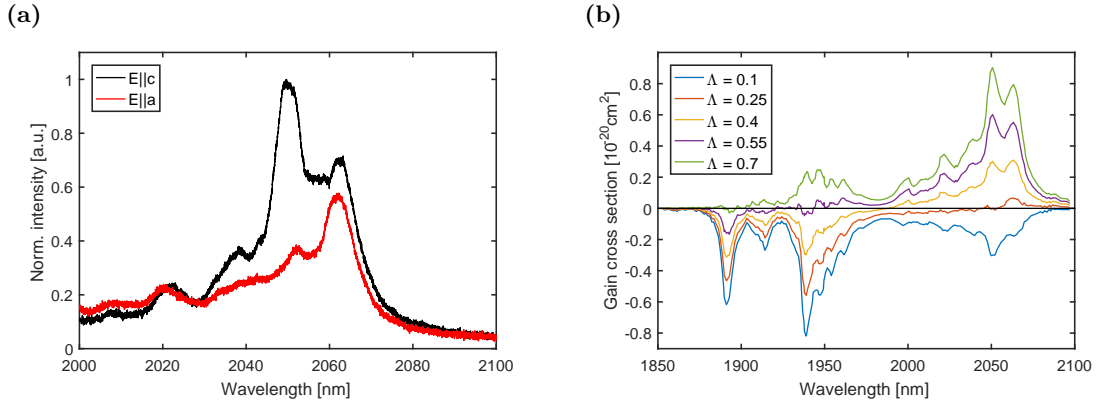 (a)
Norm. intensity [a.u.]
1
0.8
0.6
0.4
0.2
0
E||c
E||a
2000 2020 2040 2060 2080 2100
Wavelength [nm]
(b)
Gain cross section [10⁻²⁰cm²]
0.8
0.6
0.4
0.2
0
-0.2
-0.4
-0.6
-0.8
Λ = 0.1
Λ = 0.25
Λ = 0.4
Λ = 0.55
Λ = 0.7
1850 1900 1950 2000 2050 2100
Wavelength [nm]